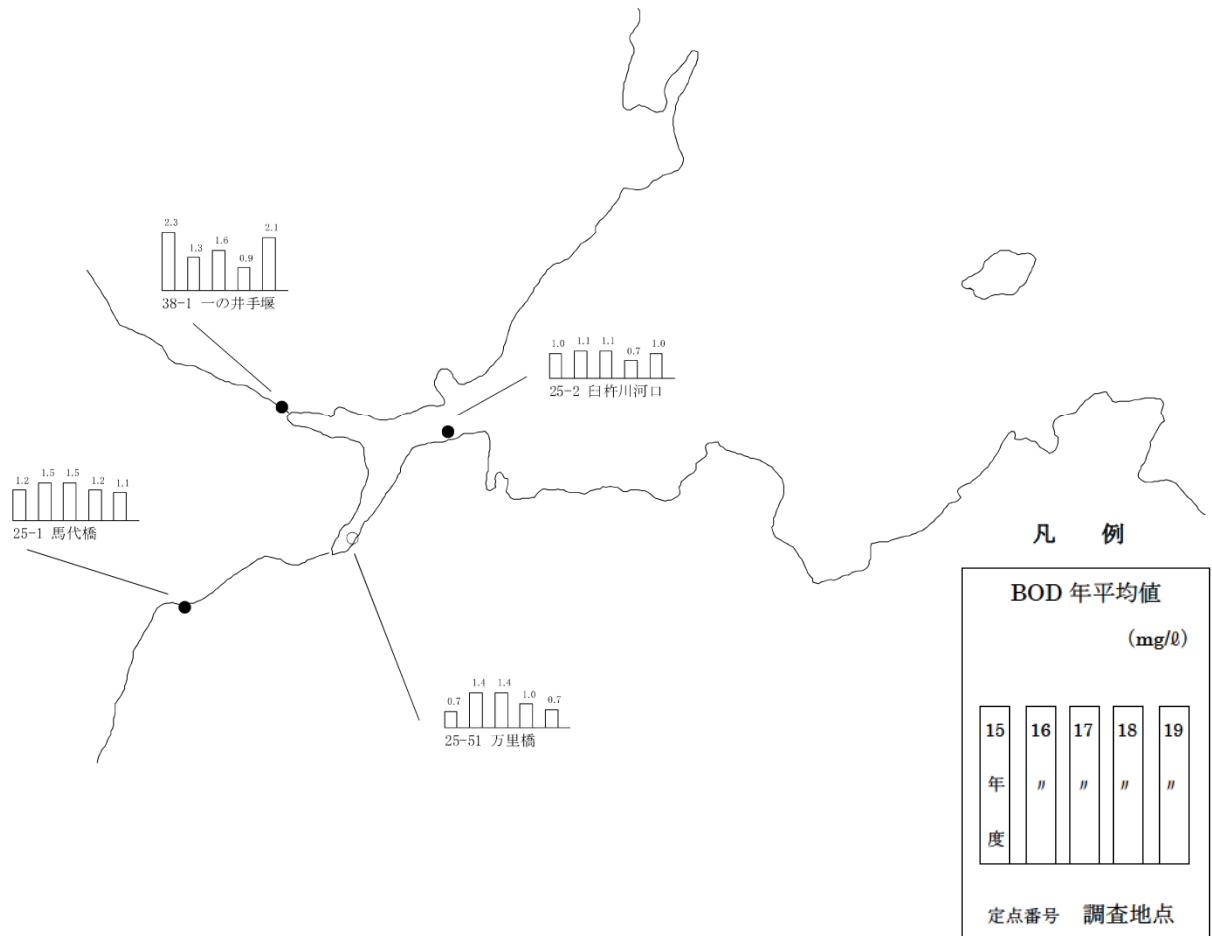 2.3 1.3 1.6 0.9 2.1
38-1 一の井手堰
1.0 1.1 1.1 0.7 1.0
25-2 臼杵川河口
1.2 1.5 1.5 1.2 1.1
25-1 馬代橋
0.7 1.4 1.4 1.0 0.7
25-51 万里橋
凡 例
BOD 年平均値
(mg/ℓ)
15 16 17 18 19
年 〃 〃 〃 〃
度
定点番号 調査地点